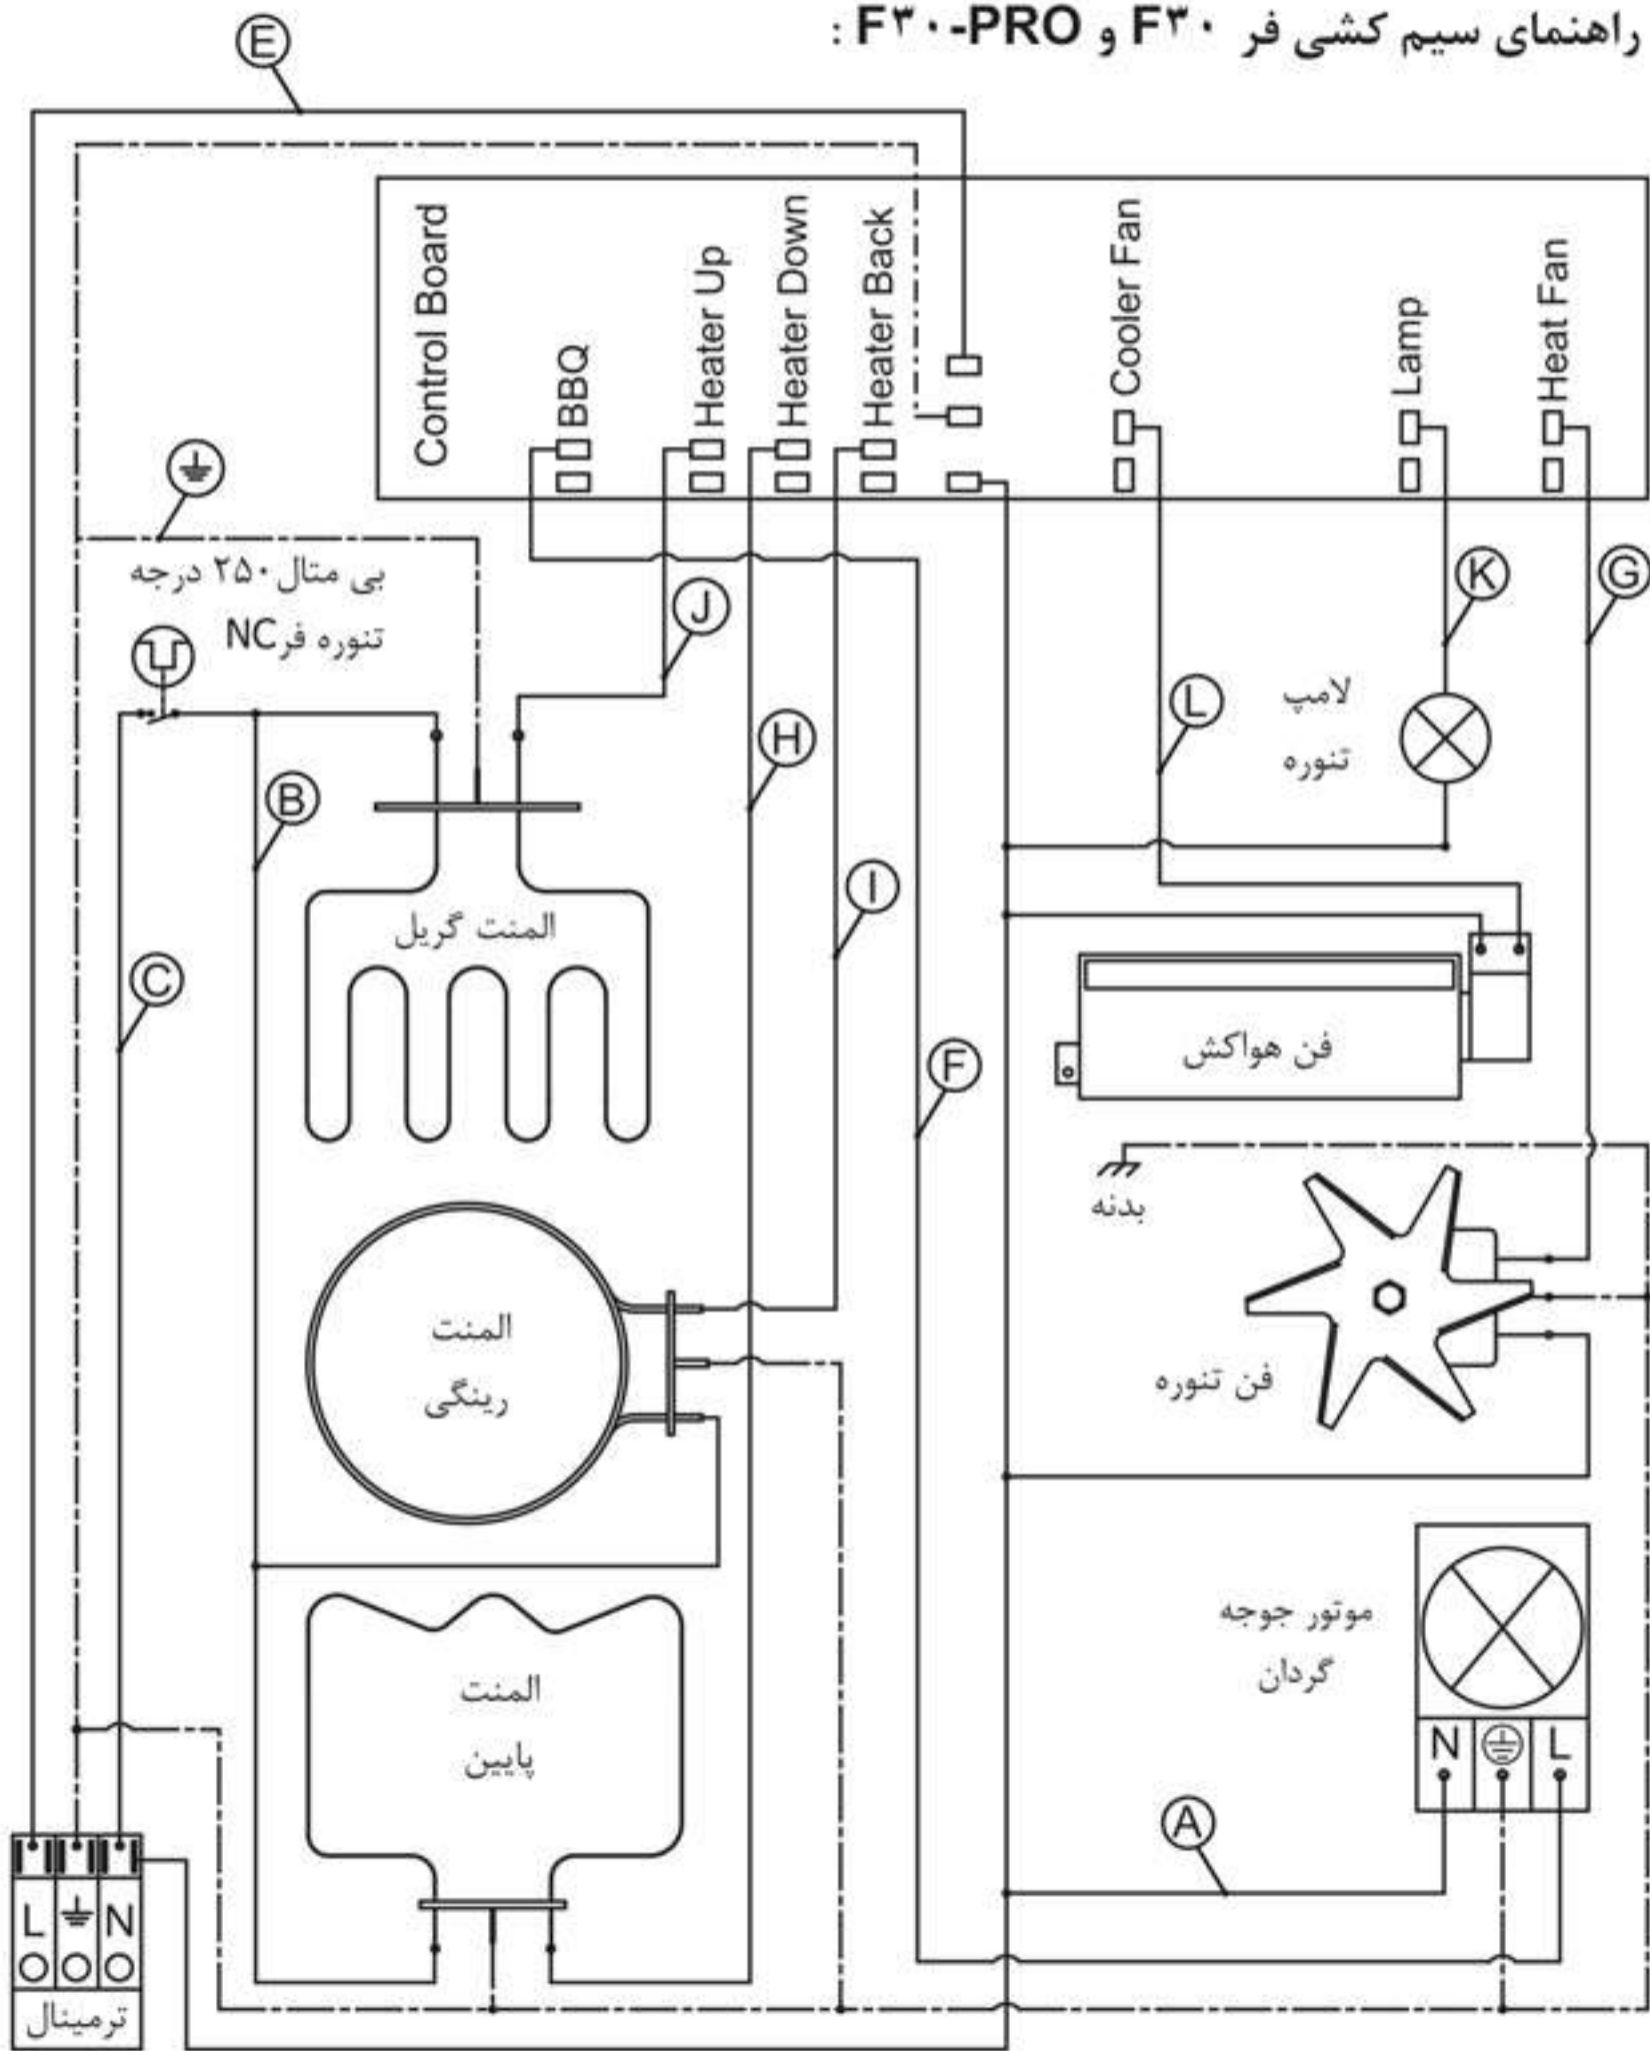 راهنمای سیم کشی فر F۳۰ و F۳۰-PRO :
E
Control Board
BBQ
Heater Up
Heater Down
Heater Back
Cooler Fan
Lamp
Heat Fan
بی متال ۲۵۰ درجه
تنوره فر NC
J
K
G
H
L
لامپ
تنوره
B
I
المنت گریل
C
F
فن هواکش
بدنه
المنت
رینگی
فن تنوره
موتور جوجه
گردان
المنت
پایین
N
L
A
L
N
ترمینال